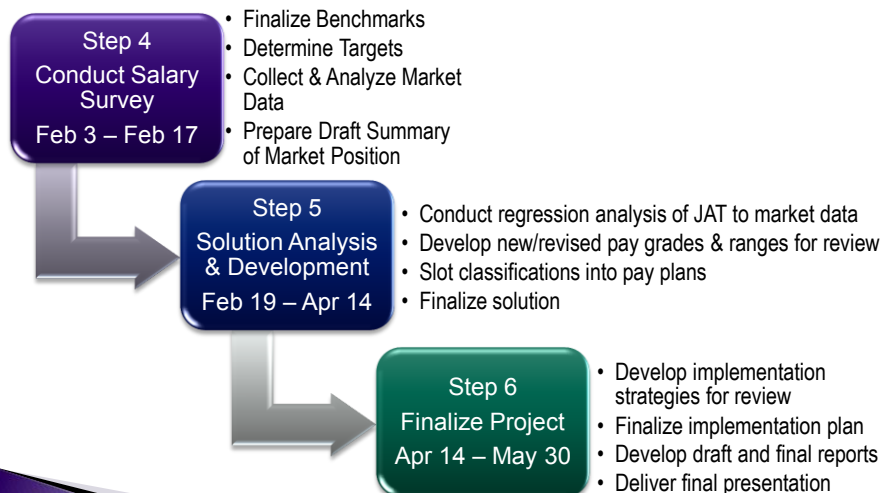 Step 4
Conduct Salary
Survey
Feb 3 – Feb 17
• Finalize Benchmarks
• Determine Targets
• Collect & Analyze Market
Data
• Prepare Draft Summary
of Market Position
Step 5
Solution Analysis
& Development
Feb 19 – Apr 14
• Conduct regression analysis of JAT to market data
• Develop new/revised pay grades & ranges for review
• Slot classifications into pay plans
• Finalize solution
Step 6
Finalize Project
Apr 14 – May 30
• Develop implementation
strategies for review
• Finalize implementation plan
• Develop draft and final reports
• Deliver final presentation